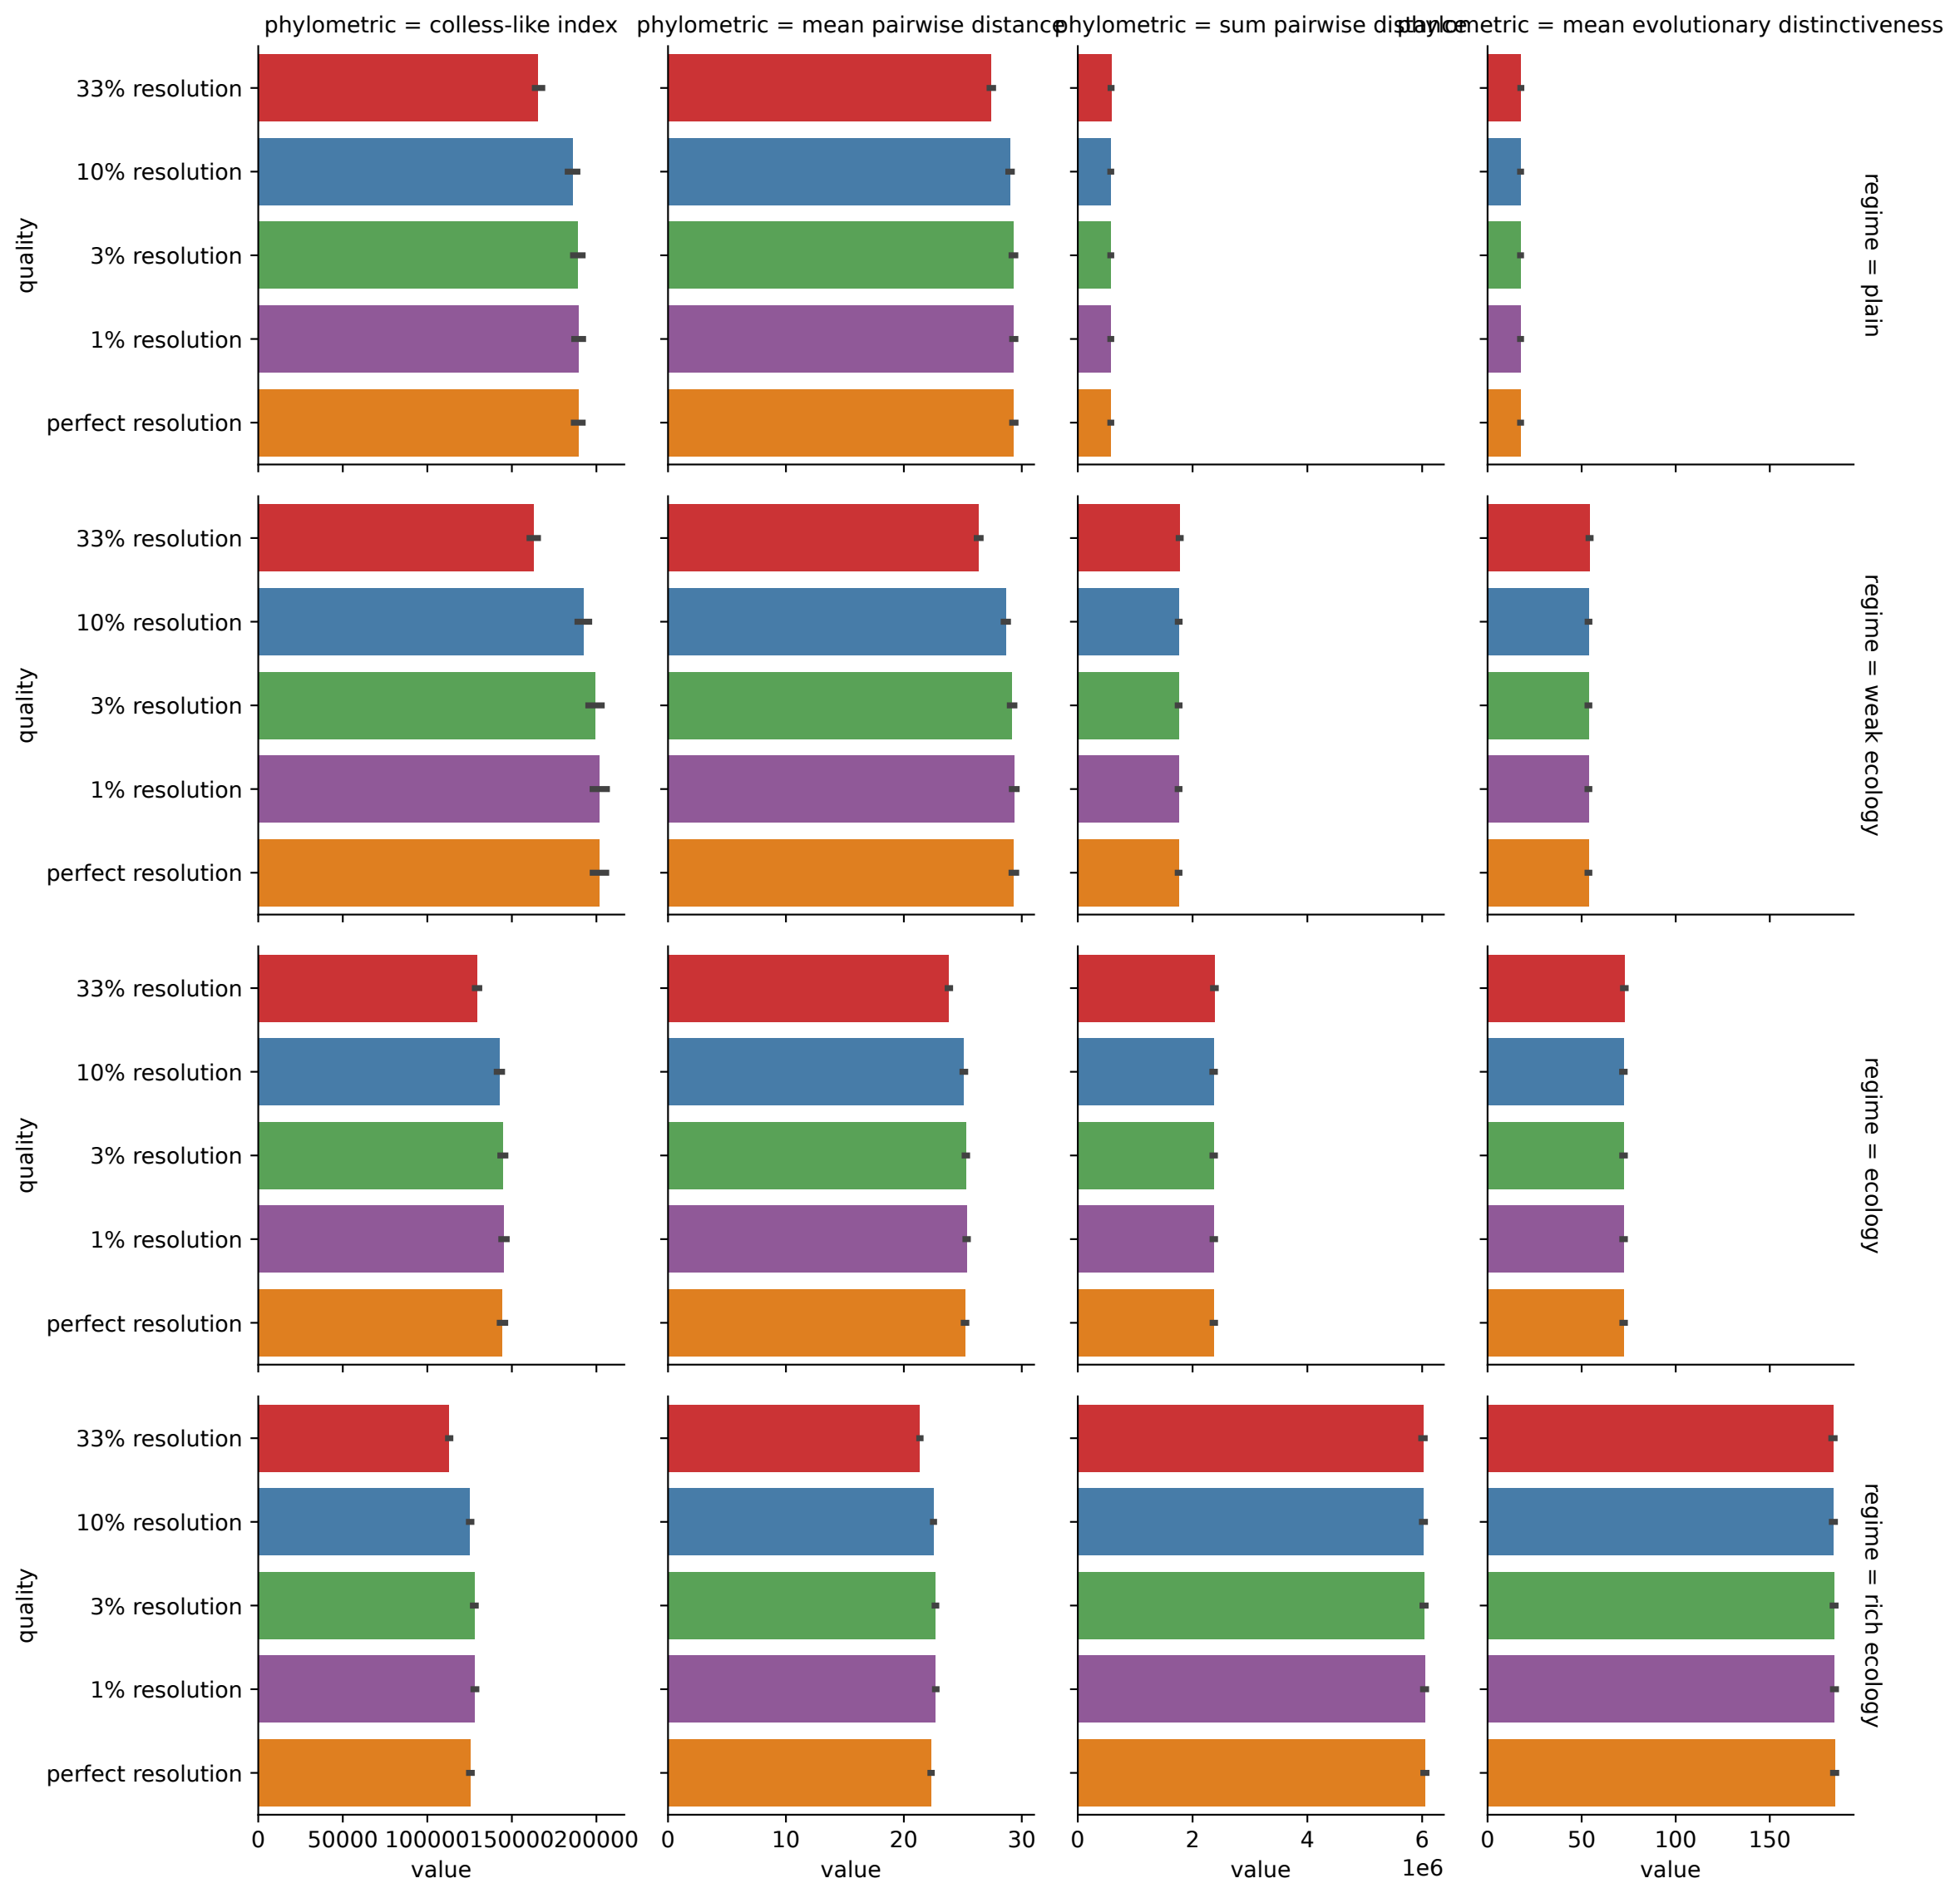 phylometric = colless-like index
phylometric = mean pairwise distance
phylometric = sum pairwise distance
phylometric = mean evolutionary distinctiveness
quality
33% resolution
10% resolution
3% resolution
1% resolution
perfect resolution
regime = plain
quality
33% resolution
10% resolution
3% resolution
1% resolution
perfect resolution
regime = weak ecology
quality
33% resolution
10% resolution
3% resolution
1% resolution
perfect resolution
regime = ecology
quality
33% resolution
10% resolution
3% resolution
1% resolution
perfect resolution
regime = rich ecology
0 50000 100000 150000 200000
value
0 10 20 30
value
0 2 4 6
1e6
value
0 50 100 150
value